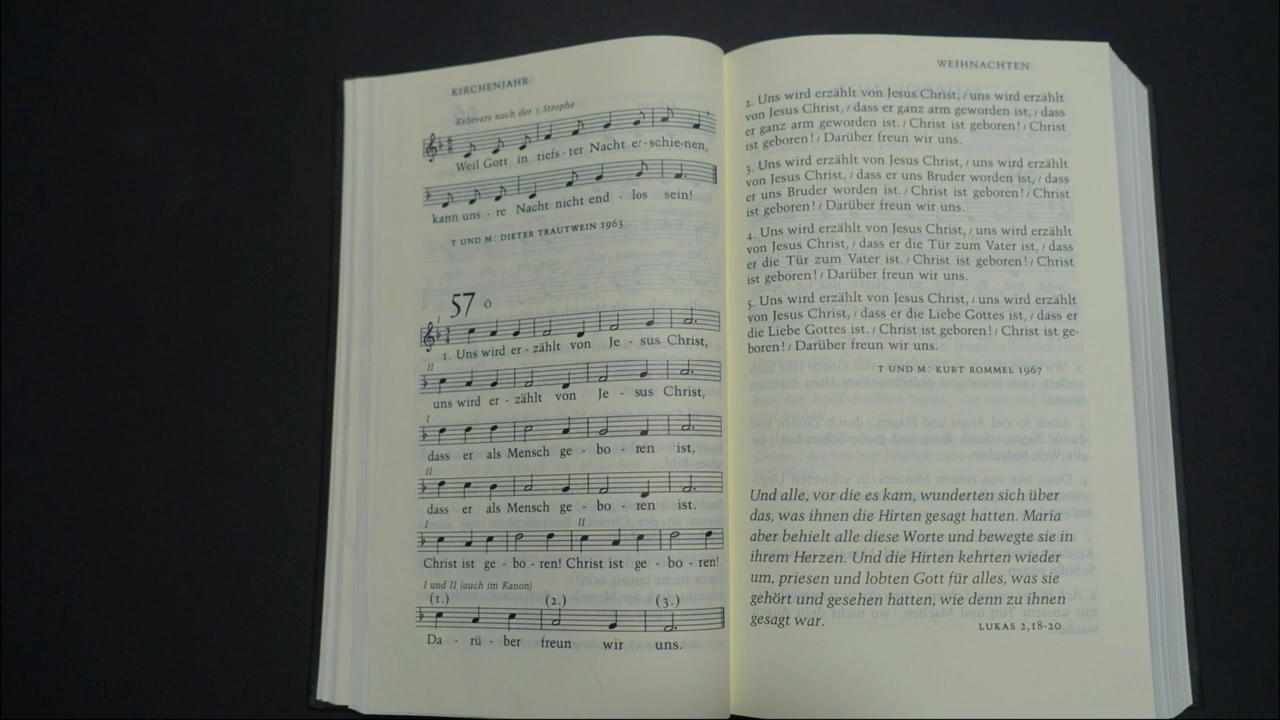 KIRCHENJAHR
Kehrvers nach der 5. Strophe
Weil Gott in tiefs - ter Nacht er - schie - nen,
kann uns - re Nacht nicht end - los sein!
T UND M: DIETER TRAUTWEIN 1963
57 ö
I
1. Uns wird er - zählt von Je - sus Christ,
II
uns wird er - zählt von Je - sus Christ,
I
dass er als Mensch ge - bo - ren ist,
II
dass er als Mensch ge - bo - ren ist.
I II
Christ ist ge - bo - ren! Christ ist ge - bo - ren!
I und II (auch im Kanon)
(1.) (2.) (3.)
Da - rü - ber freun wir uns.
WEIHNACHTEN
2. Uns wird erzählt von Jesus Christ, / uns wird erzählt
von Jesus Christ, / dass er ganz arm geworden ist, / dass
er ganz arm geworden ist. / Christ ist geboren! / Christ
ist geboren! / Darüber freun wir uns.
3. Uns wird erzählt von Jesus Christ, / uns wird erzählt
von Jesus Christ, / dass er uns Bruder worden ist, / dass
er uns Bruder worden ist. / Christ ist geboren! / Christ
ist geboren! / Darüber freun wir uns.
4. Uns wird erzählt von Jesus Christ, / uns wird erzählt
von Jesus Christ, / dass er die Tür zum Vater ist, / dass
er die Tür zum Vater ist. / Christ ist geboren! / Christ
ist geboren! / Darüber freun wir uns.
5. Uns wird erzählt von Jesus Christ, / uns wird erzählt
von Jesus Christ, / dass er die Liebe Gottes ist, / dass er
die Liebe Gottes ist. / Christ ist geboren! / Christ ist ge-
boren! / Darüber freun wir uns.
T UND M: KURT ROMMEL 1967
Und alle, vor die es kam, wunderten sich über
das, was ihnen die Hirten gesagt hatten. Maria
aber behielt alle diese Worte und bewegte sie in
ihrem Herzen. Und die Hirten kehrten wieder
um, priesen und lobten Gott für alles, was sie
gehört und gesehen hatten, wie denn zu ihnen
gesagt war.
LUKAS 2,18-20